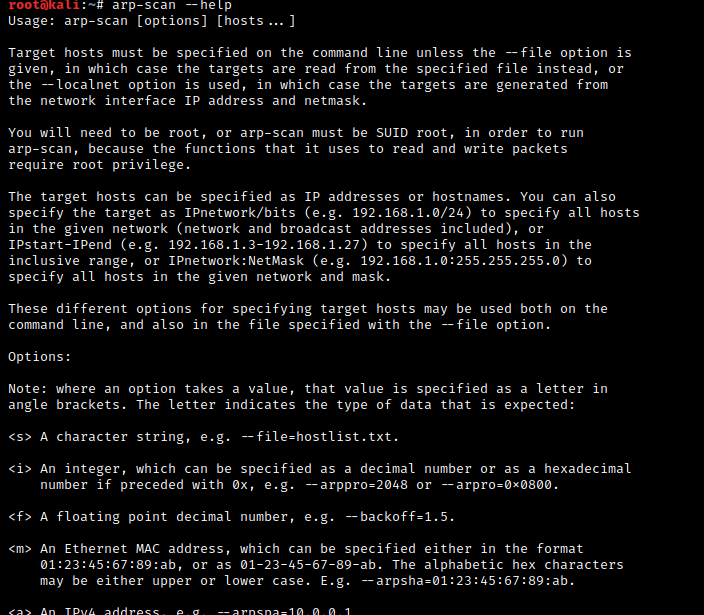 root@kali:~# arp-scan --help
Usage: arp-scan [options] [hosts...]
Target hosts must be specified on the command line unless the --file option is
given, in which case the targets are read from the specified file instead, or
the --localnet option is used, in which case the targets are generated from
the network interface IP address and netmask.
You will need to be root, or arp-scan must be SUID root, in order to run
arp-scan, because the functions that it uses to read and write packets
require root privilege.
The target hosts can be specified as IP addresses or hostnames. You can also
specify the target as IPnetwork/bits (e.g. 192.168.1.0/24) to specify all hosts
in the given network (network and broadcast addresses included), or
IPstart-IPend (e.g. 192.168.1.3-192.168.1.27) to specify all hosts in the
inclusive range, or IPnetwork:NetMask (e.g. 192.168.1.0:255.255.255.0) to
specify all hosts in the given network and mask.
These different options for specifying target hosts may be used both on the
command line, and also in the file specified with the --file option.
Options:
Note: where an option takes a value, that value is specified as a letter in
angle brackets. The letter indicates the type of data that is expected:
<s> A character string, e.g. --file=hostlist.txt.
<i> An integer, which can be specified as a decimal number or as a hexadecimal
number if preceded with 0x, e.g. --arppro=2048 or --arpro=0x0800.
<f> A floating point decimal number, e.g. --backoff=1.5.
<m> An Ethernet MAC address, which can be specified either in the format
01:23:45:67:89:ab, or as 01-23-45-67-89-ab. The alphabetic hex characters
may be either upper or lower case. E.g. --arpsha=01:23:45:67:89:ab.
<a> An IPv4 address, e.g. --arpspa=10.0.0.1